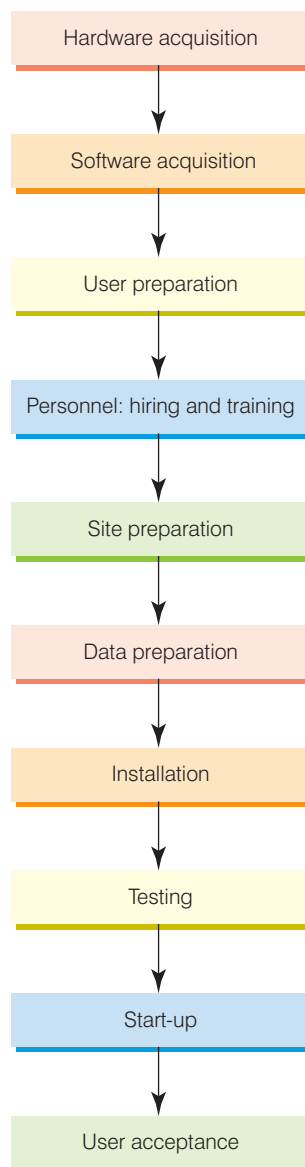 Hardware acquisition
Software acquisition
User preparation
Personnel: hiring and training
Site preparation
Data preparation
Installation
Testing
Start-up
User acceptance